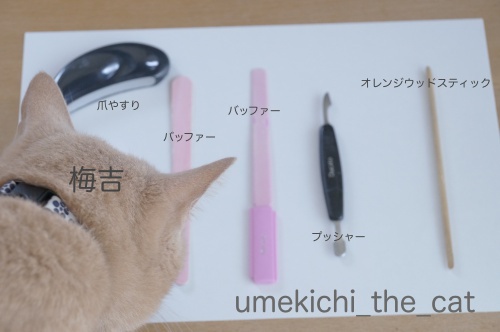 オレンジウッドスティック
爪やすり
バッファー
バッファー
梅吉
プッシャー
umekichi_the_cat